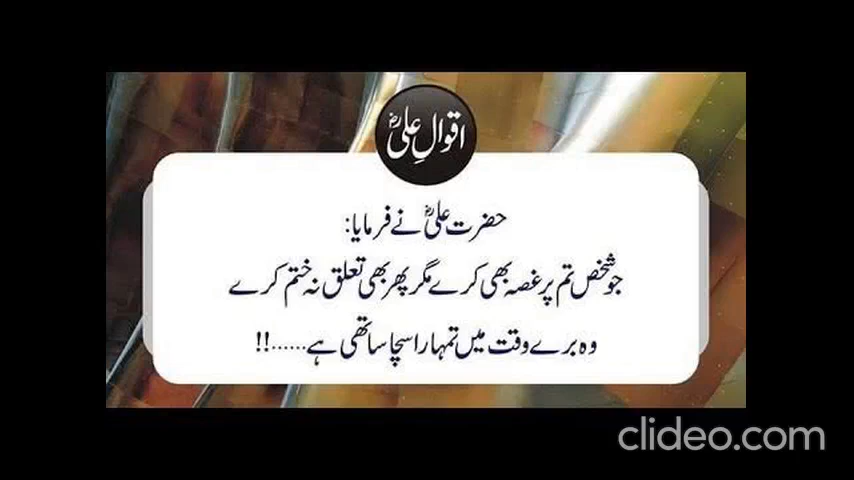 اقوالِ علیؓ
حضرت علیؓ نے فرمایا:
جو شخص تم پر غصہ بھی کرے مگر پھر بھی تعلق نہ ختم کرے
وہ برے وقت میں تمہارا سچا ساتھی ہے......!!
clideo.com